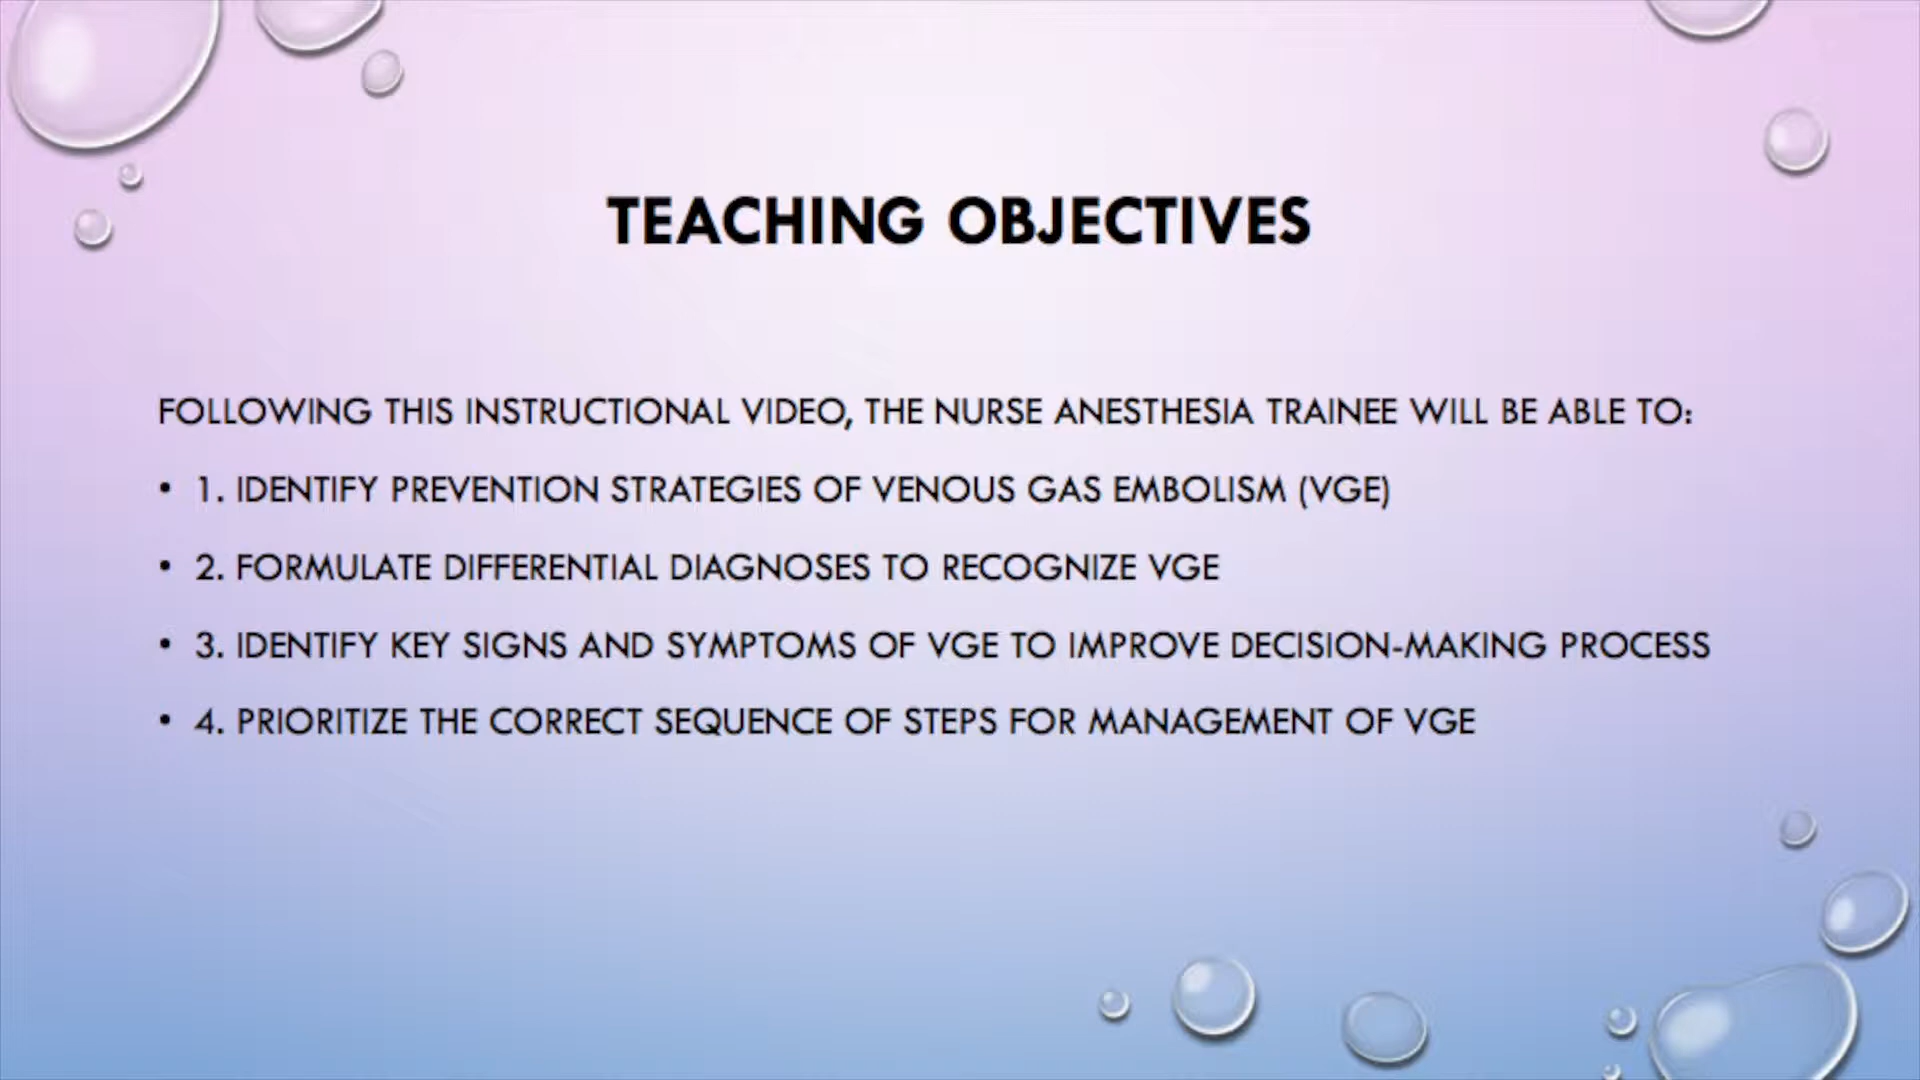 TEACHING OBJECTIVES
FOLLOWING THIS INSTRUCTIONAL VIDEO, THE NURSE ANESTHESIA TRAINEE WILL BE ABLE TO:
• 1. IDENTIFY PREVENTION STRATEGIES OF VENOUS GAS EMBOLISM (VGE)
• 2. FORMULATE DIFFERENTIAL DIAGNOSES TO RECOGNIZE VGE
• 3. IDENTIFY KEY SIGNS AND SYMPTOMS OF VGE TO IMPROVE DECISION-MAKING PROCESS
• 4. PRIORITIZE THE CORRECT SEQUENCE OF STEPS FOR MANAGEMENT OF VGE